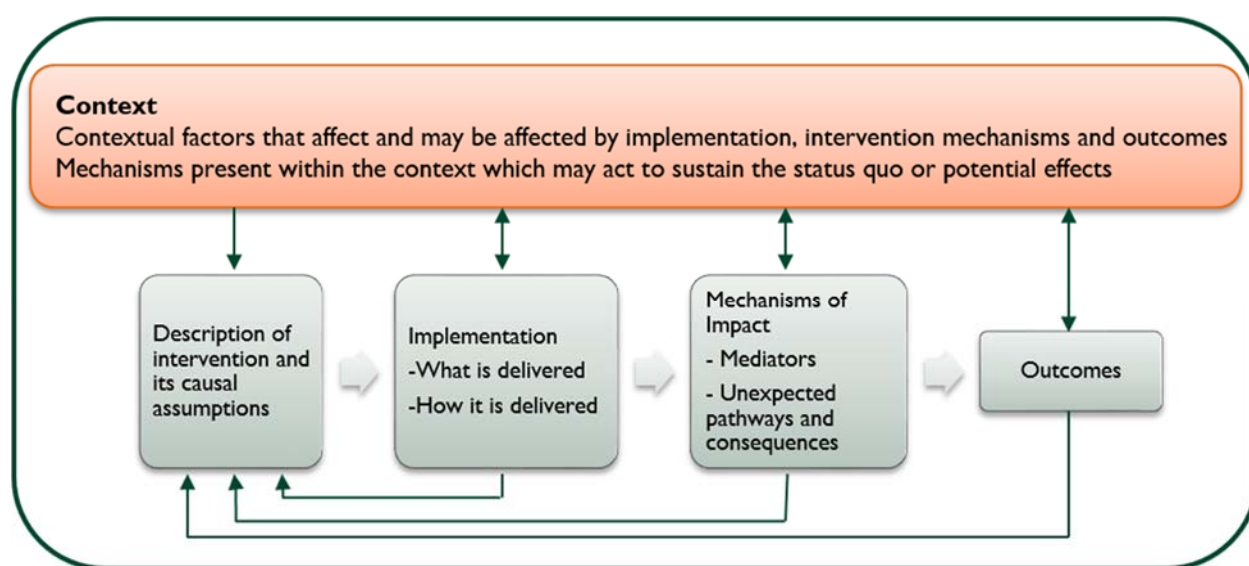 Context
Contextual factors that affect and may be affected by implementation, intervention mechanisms and outcomes
Mechanisms present within the context which may act to sustain the status quo or potential effects
Description of
intervention and
its causal
assumptions
Implementation
-What is delivered
-How it is delivered
Mechanisms of
Impact
- Mediators
- Unexpected
pathways and
consequences
Outcomes